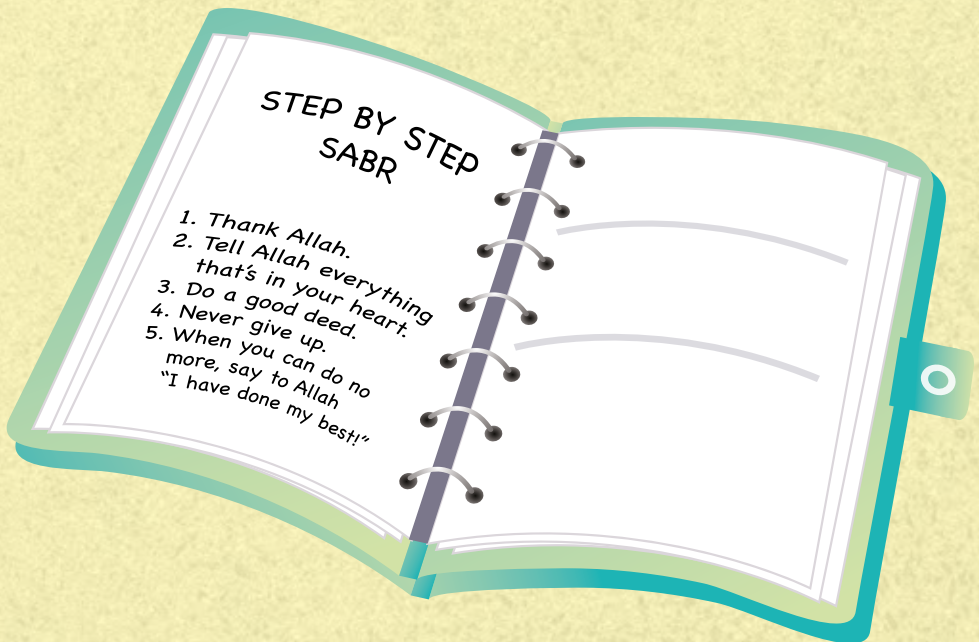 STEP BY STEP
SABR
1. Thank Allah.
2. Tell Allah everything
that's in your heart.
3. Do a good deed.
4. Never give up.
5. When you can do no
more, say to Allah
“I have done my best!”